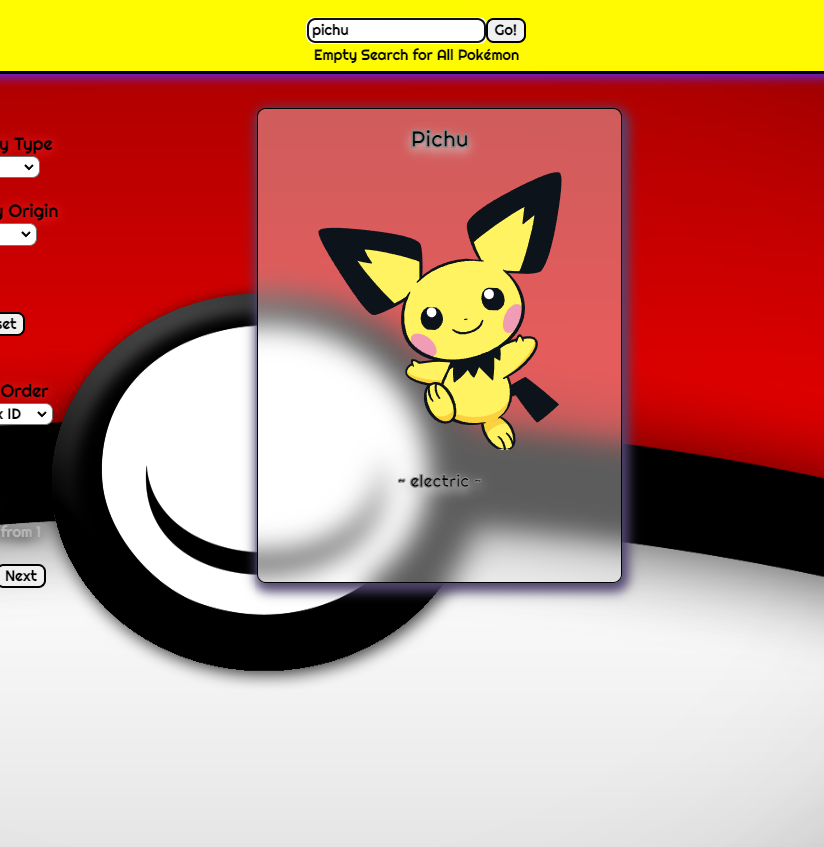 pichu Go!
Empty Search for All Pokémon
y Type
y Origin
set
Order
x ID
from 1
Next
Pichu
~ electric ~